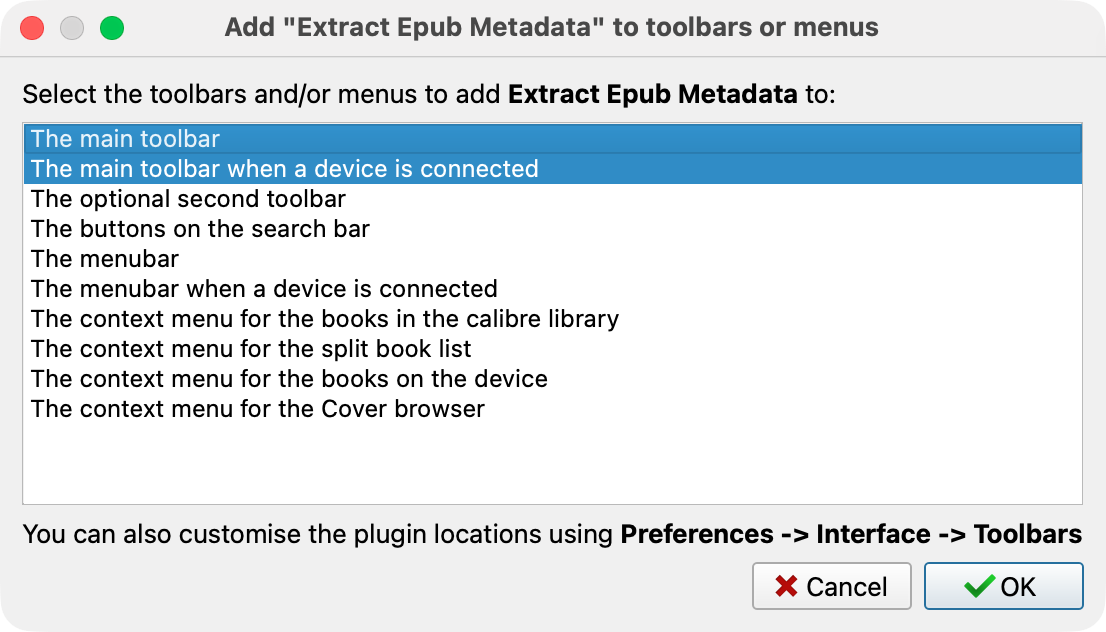 Add "Extract Epub Metadata" to toolbars or menus
Select the toolbars and/or menus to add Extract Epub Metadata to:
The main toolbar
The main toolbar when a device is connected
The optional second toolbar
The buttons on the search bar
The menubar
The menubar when a device is connected
The context menu for the books in the calibre library
The context menu for the split book list
The context menu for the books on the device
The context menu for the Cover browser
You can also customise the plugin locations using Preferences -> Interface -> Toolbars
Cancel OK